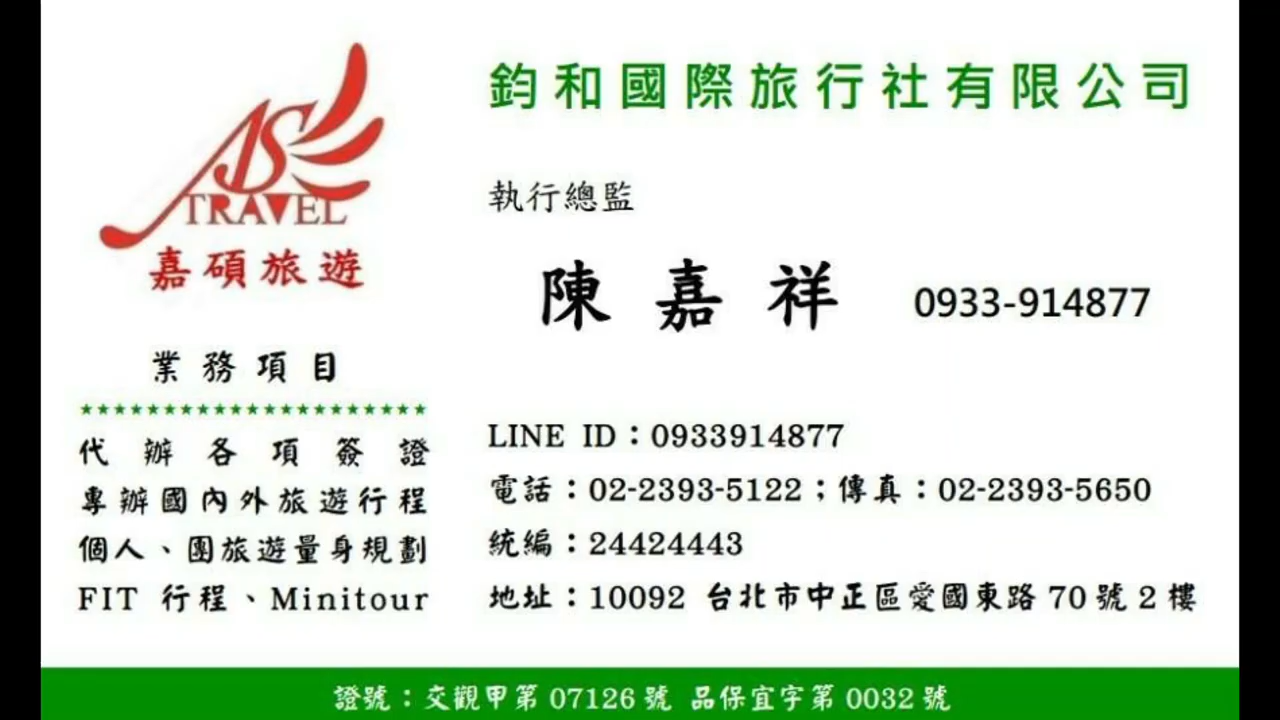 AS
TRAVEL
嘉碩旅遊
業務項目
代辦各項簽證
專辦國內外旅遊行程
個人、團旅遊量身規劃
FIT 行程、Minitour
鈞和國際旅行社有限公司
執行總監
陳嘉祥 0933-914877
LINE ID：0933914877
電話：02-2393-5122；傳真：02-2393-5650
統編：24424443
地址：10092 台北市中正區愛國東路 70 號 2 樓
證號：交觀甲第 07126 號 品保宜字第 0032 號